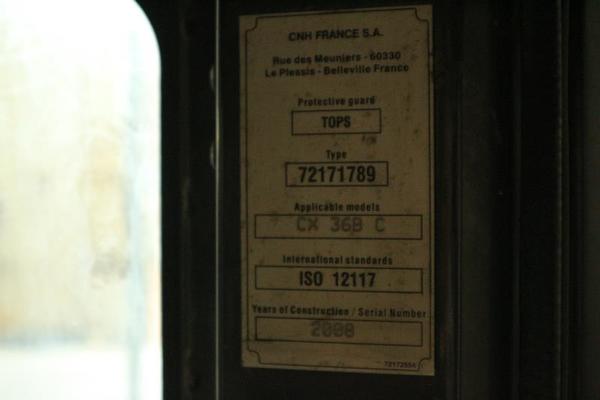 CNH FRANCE S.A.
Rue des Meuniers - 60330
Le Plessis - Belleville France
Protective guard
TOPS
Type
72171789
Applicable models
CX 36B C
International standards
ISO 12117
Years of Construction / Serial Number
2008